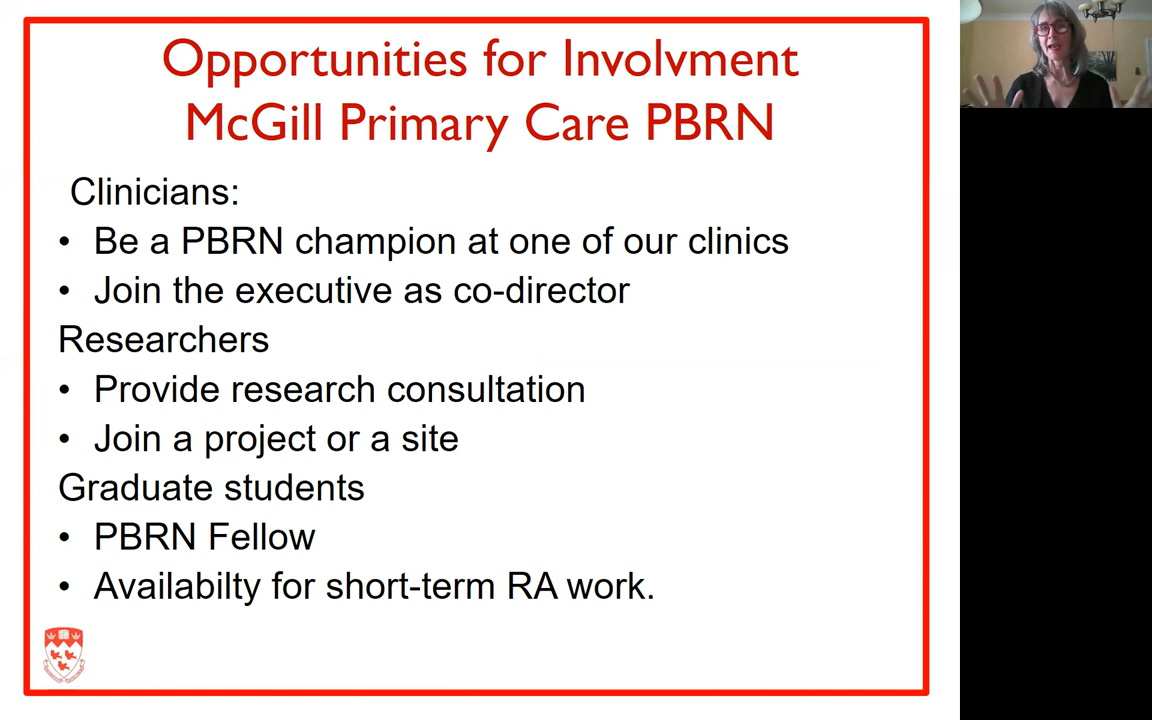 Opportunities for Involvment
McGill Primary Care PBRN
Clinicians:
• Be a PBRN champion at one of our clinics
• Join the executive as co-director
Researchers
• Provide research consultation
• Join a project or a site
Graduate students
• PBRN Fellow
• Availabilty for short-term RA work.